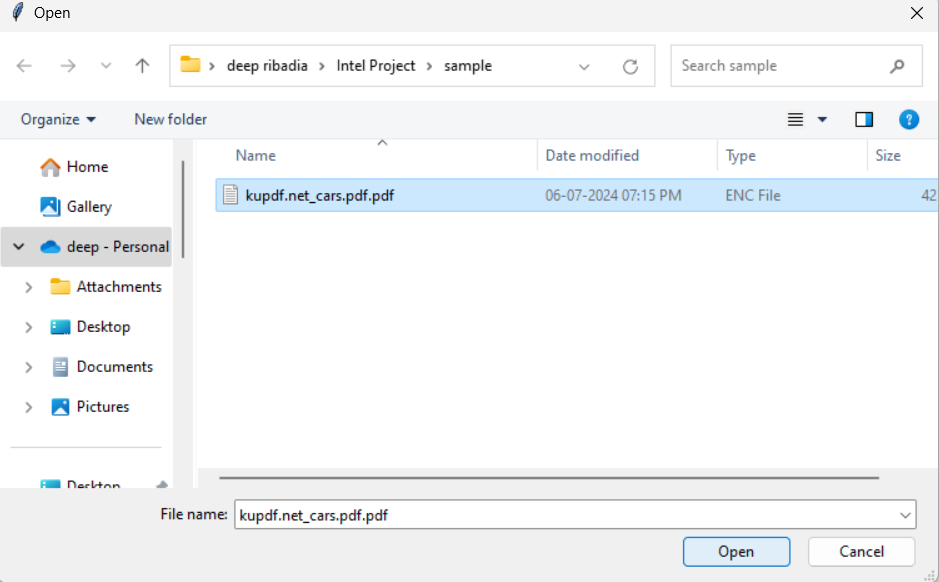 Open
deep ribadia > Intel Project > sample
Search sample
Organize
New folder
?
Name
Date modified
Type
Size
kupdf.net_cars.pdf.pdf
06-07-2024 07:15 PM
ENC File
42
Home
Gallery
deep - Personal
Attachments
Desktop
Documents
Pictures
Desktop
File name:
kupdf.net_cars.pdf.pdf
Open
Cancel